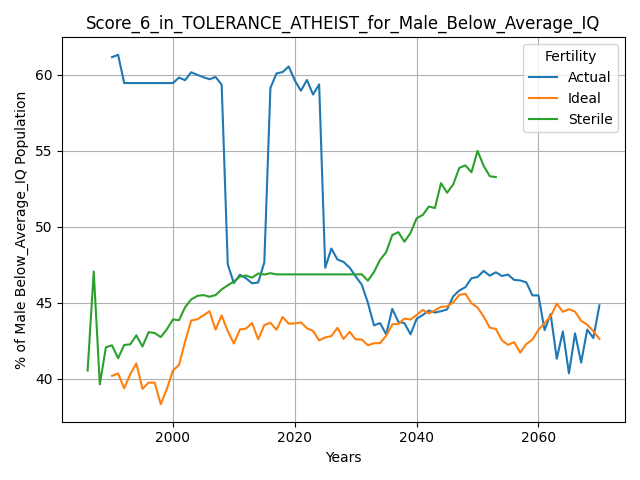 Score_6_in_TOLERANCE_ATHEIST_for_Male_Below_Average_IQ
% of Male Below_Average_IQ Population
60
55
50
45
40
Fertility
Actual
Ideal
Sterile
2000
2020
2040
2060
Years